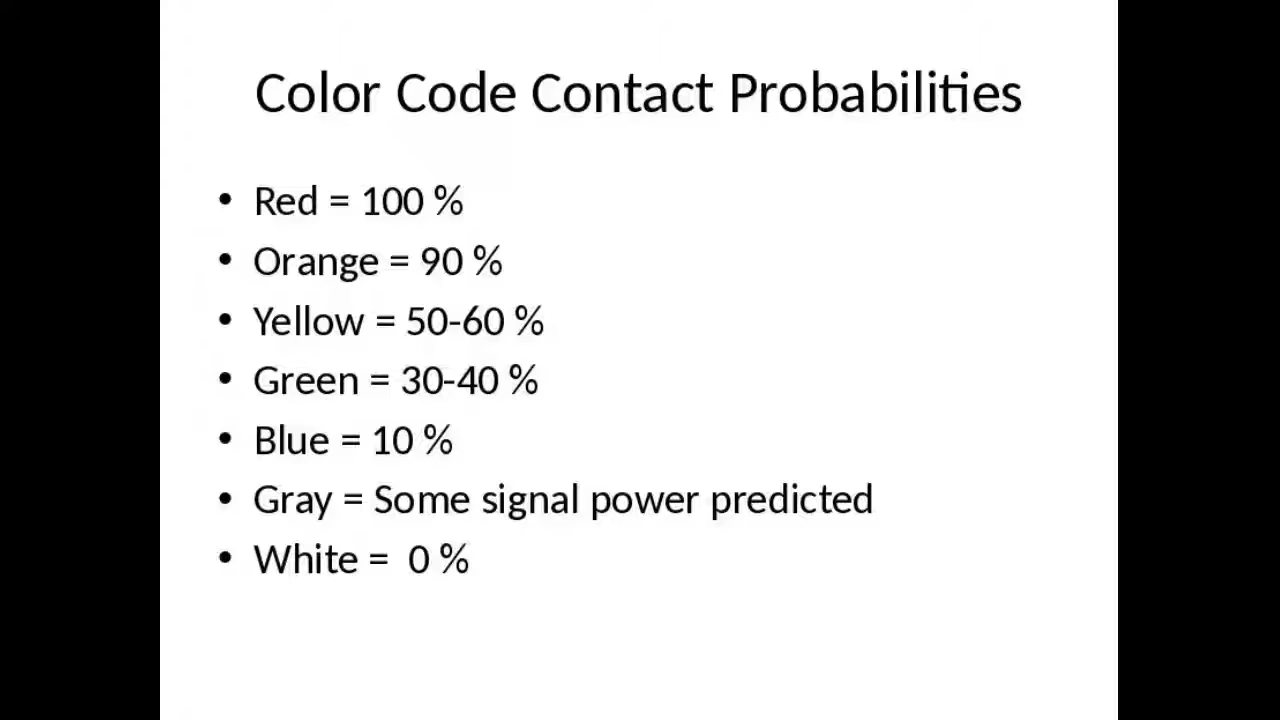 Color Code Contact Probabilities
• Red = 100 %
• Orange = 90 %
• Yellow = 50-60 %
• Green = 30-40 %
• Blue = 10 %
• Gray = Some signal power predicted
• White =  0 %